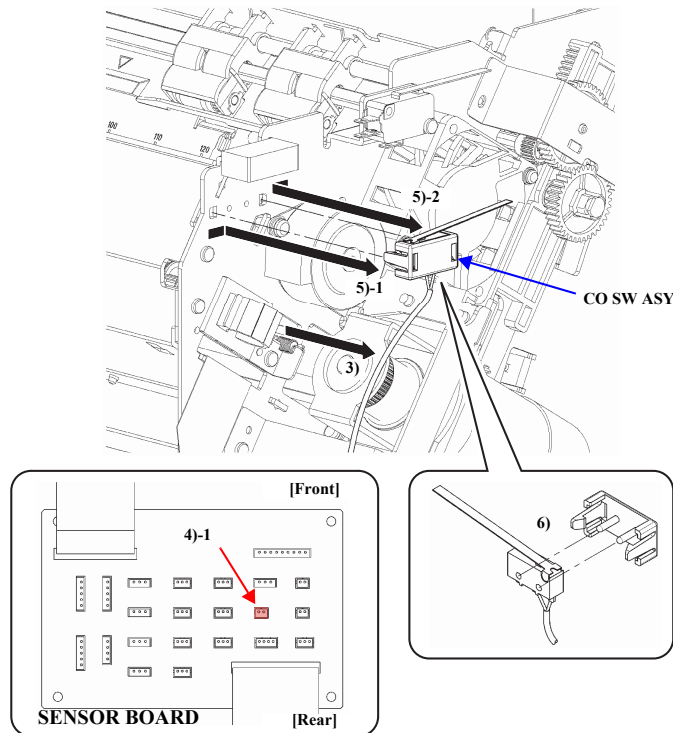 100
110
120
5)-2
5)-1
CO SW ASY
3)
[Front]
4)-1
6)
SENSOR BOARD
[Rear]